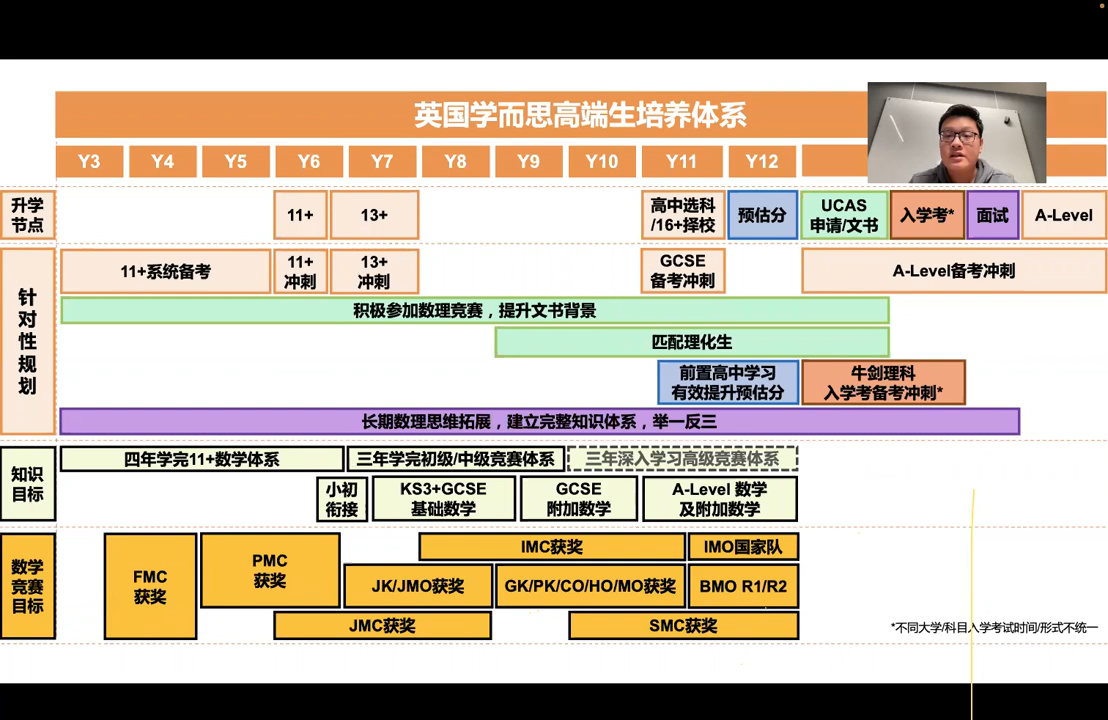 英国学而思高端生培养体系
Y3 Y4 Y5 Y6 Y7 Y8 Y9 Y10 Y11 Y12
升学
节点
11+
13+
高中选科
/16+择校
预估分
UCAS
申请/文书
入学考*
面试
A-Level
针
对
性
规
划
11+系统备考
11+
冲刺
13+
冲刺
GCSE
备考冲刺
A-Level备考冲刺
积极参加数理竞赛，提升文书背景
匹配理化生
前置高中学习
有效提升预估分
牛剑理科
入学考备考冲刺*
长期数理思维拓展，建立完整知识体系，举一反三
知识
目标
四年学完11+数学体系
三年学完初级/中级竞赛体系
三年深入学习高级竞赛体系
小初
衔接
KS3+GCSE
基础数学
GCSE
附加数学
A-Level 数学
及附加数学
数学
竞赛
目标
FMC
获奖
PMC
获奖
IMC获奖
IMO国家队
JK/JMO获奖
GK/PK/CO/HO/MO获奖
BMO R1/R2
JMC获奖
SMC获奖
*不同大学/科目入学考试时间/形式不统一